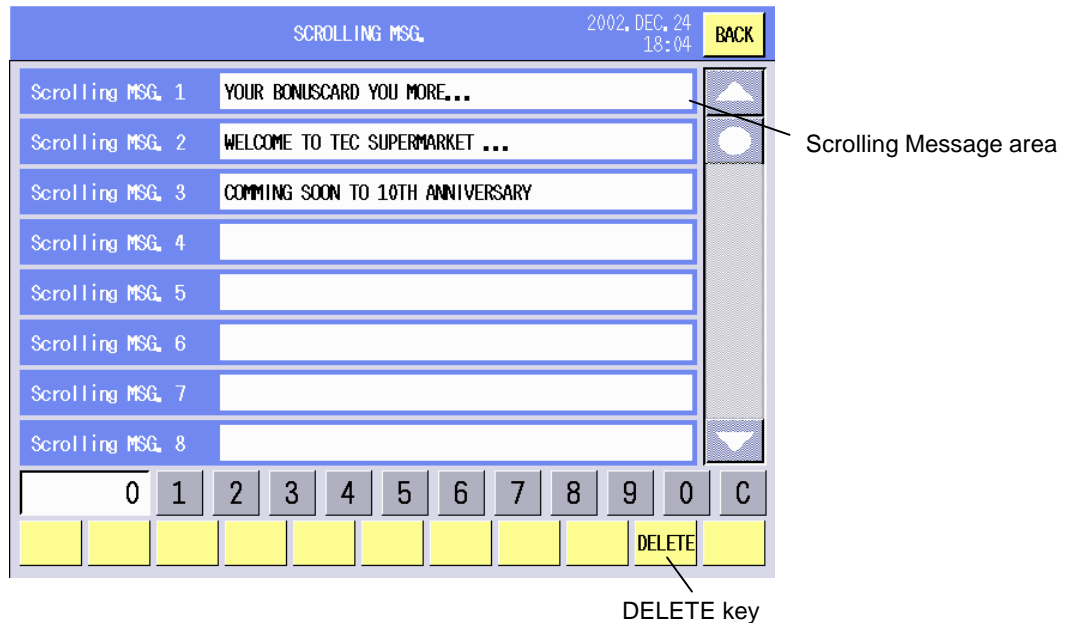 SCROLLING MSG.
2002.DEC.24
18:04
BACK
Scrolling MSG. 1 YOUR BONUSCARD YOU MORE...
Scrolling MSG. 2 WELCOME TO TEC SUPERMARKET ...
Scrolling Message area
Scrolling MSG. 3 COMMING SOON TO 10TH ANNIVERSARY
Scrolling MSG. 4
Scrolling MSG. 5
Scrolling MSG. 6
Scrolling MSG. 7
Scrolling MSG. 8
0 1 2 3 4 5 6 7 8 9 0 C
DELETE
DELETE key